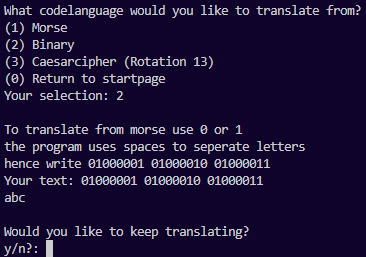 What codelanguage would you like to translate from?
(1) Morse
(2) Binary
(3) Caesarcipher (Rotation 13)
(0) Return to startpage
Your selection: 2
To translate from morse use 0 or 1
the program uses spaces to seperate letters
hence write 01000001 01000010 01000011
Your text: 01000001 01000010 01000011
abc
Would you like to keep translating?
y/n?: